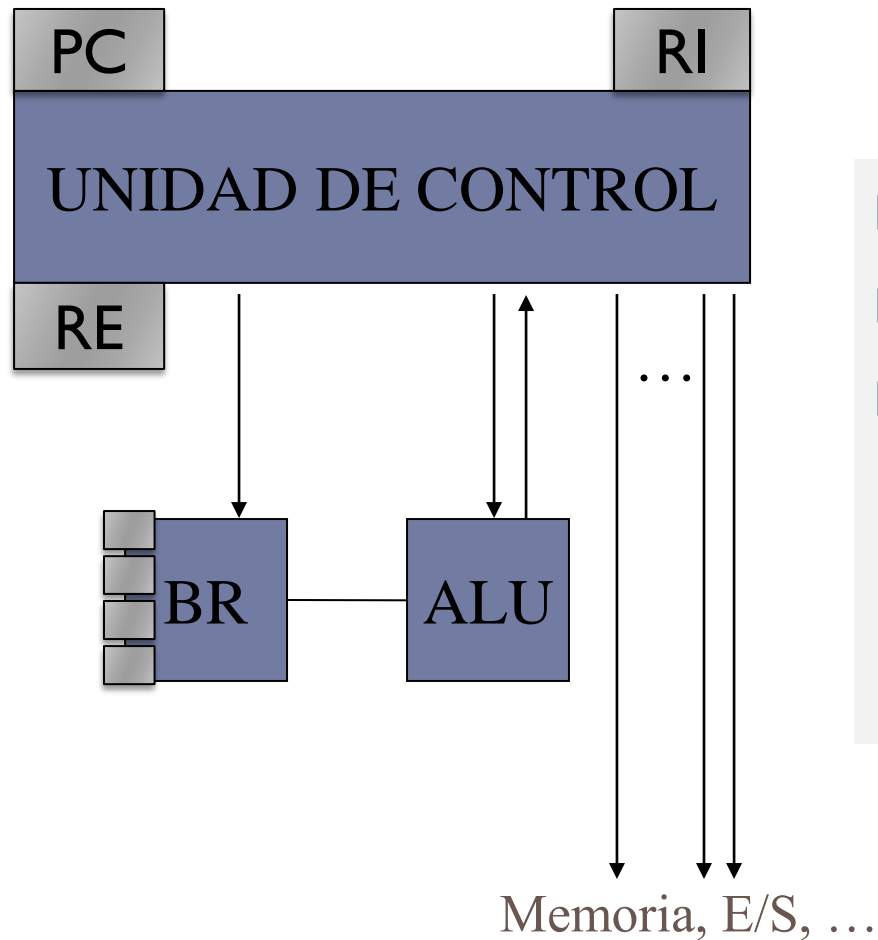 PC
RI
UNIDAD DE CONTROL
RE
…
BR
ALU
Memoria, E/S, …